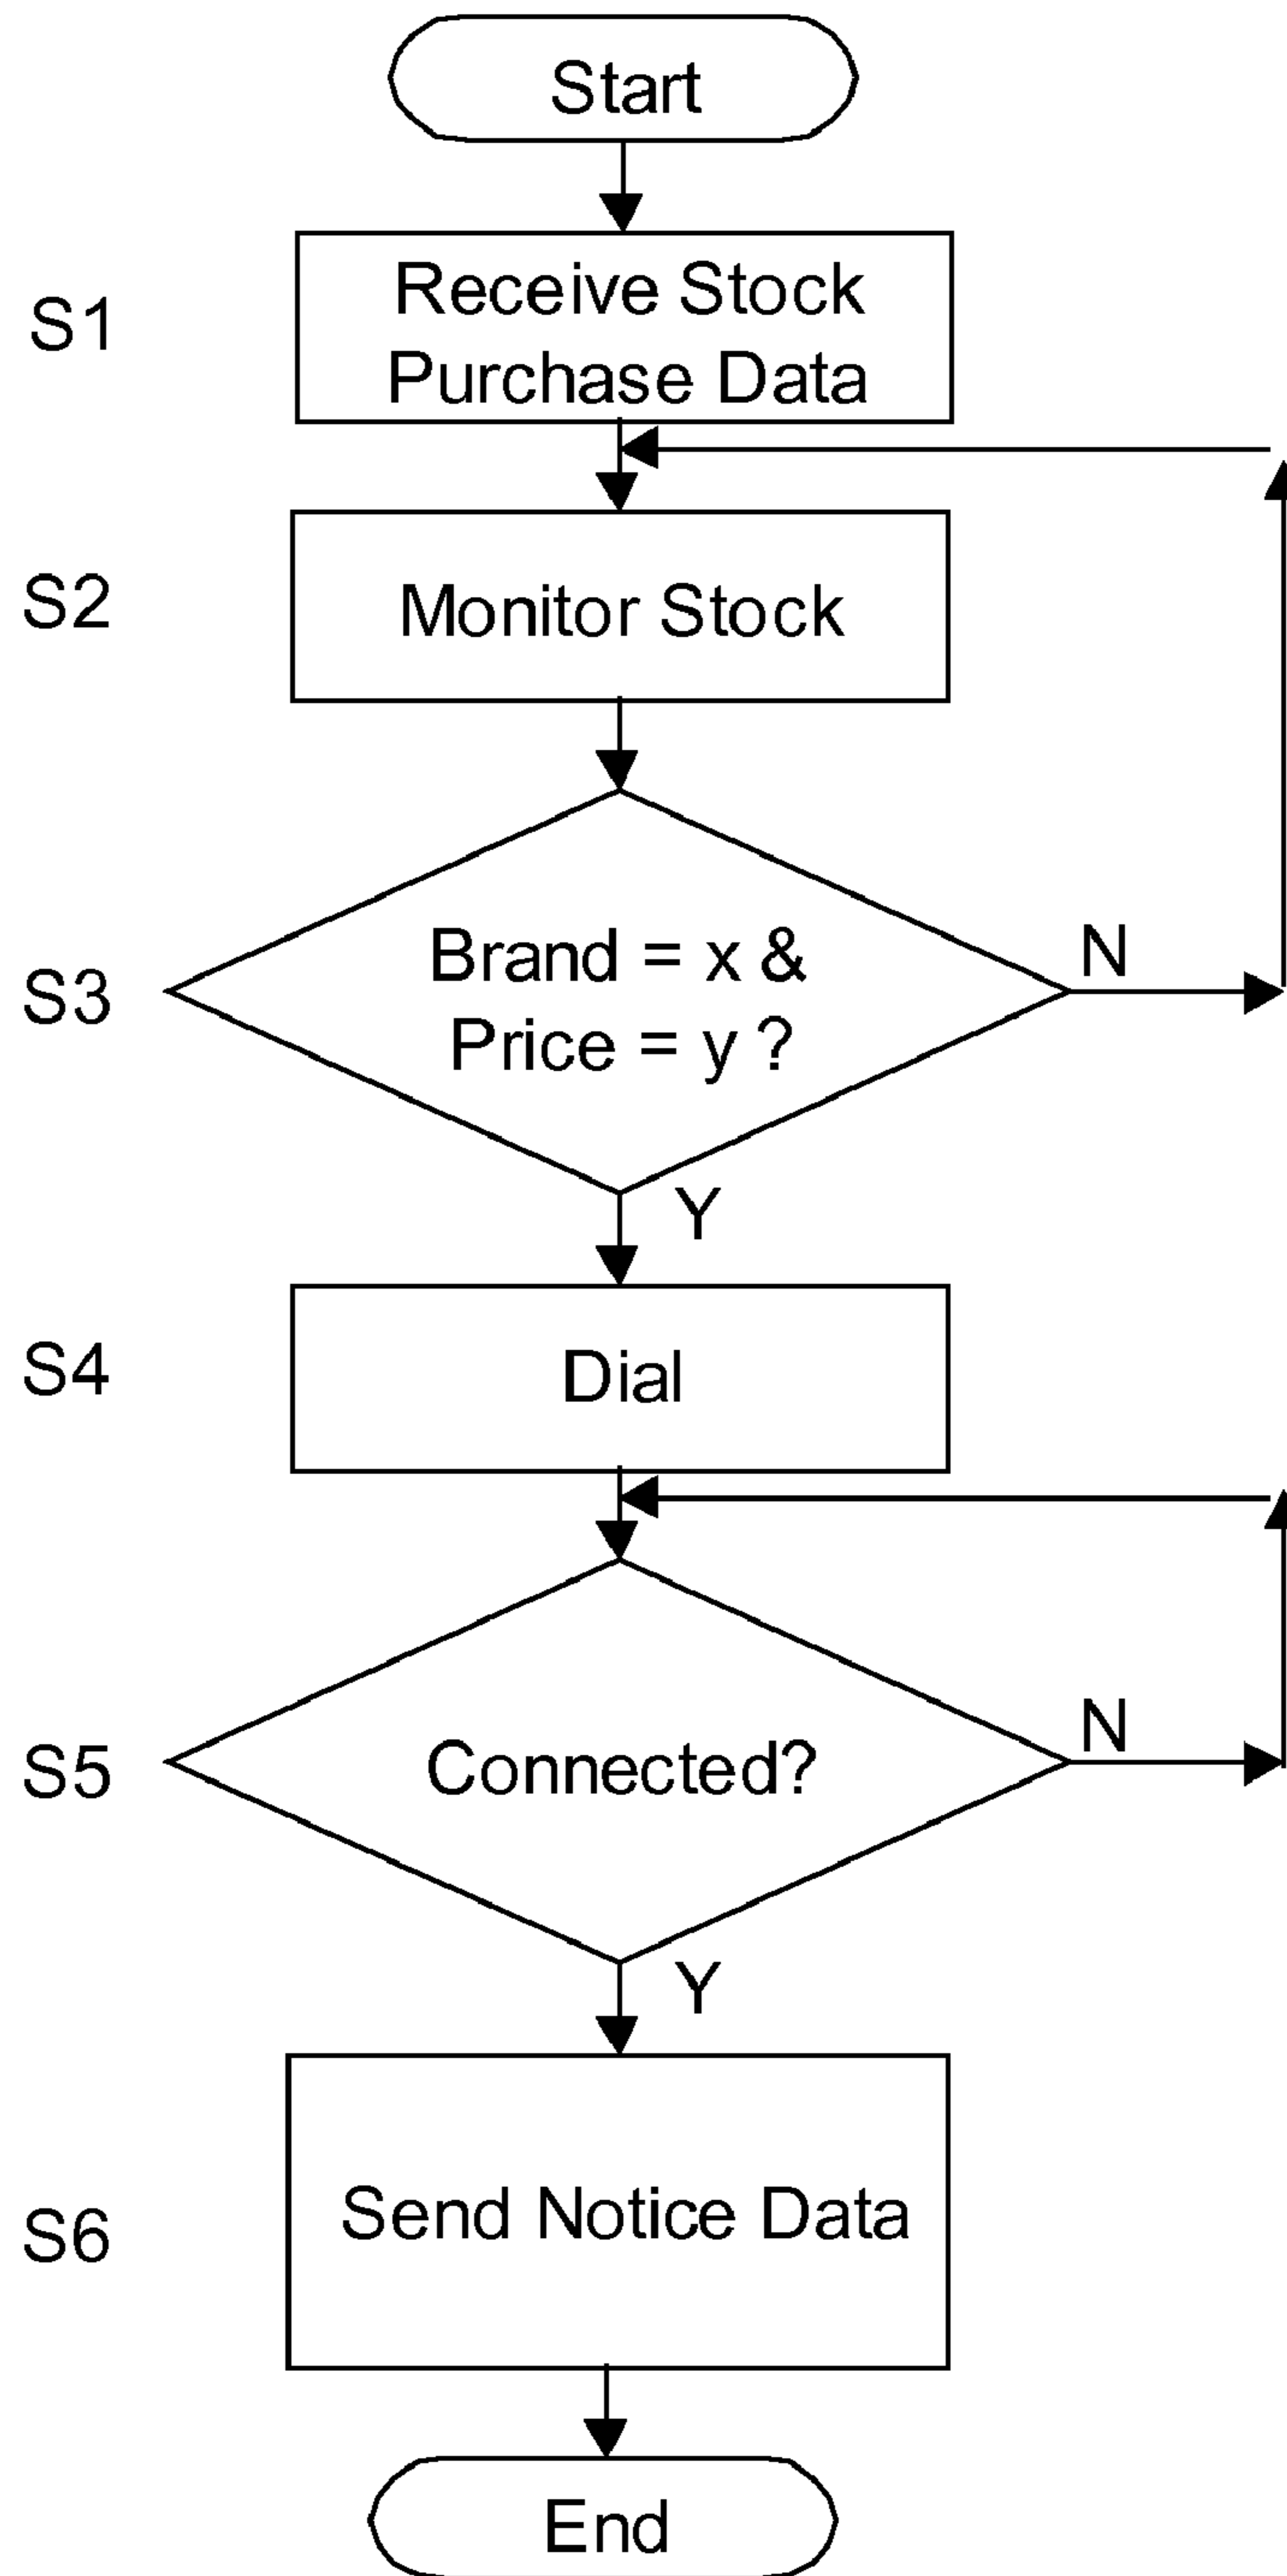 Start
S1
Receive Stock
Purchase Data
S2
Monitor Stock
S3
Brand = x &
Price = y ?
N
Y
S4
Dial
S5
Connected?
N
Y
S6
Send Notice Data
End